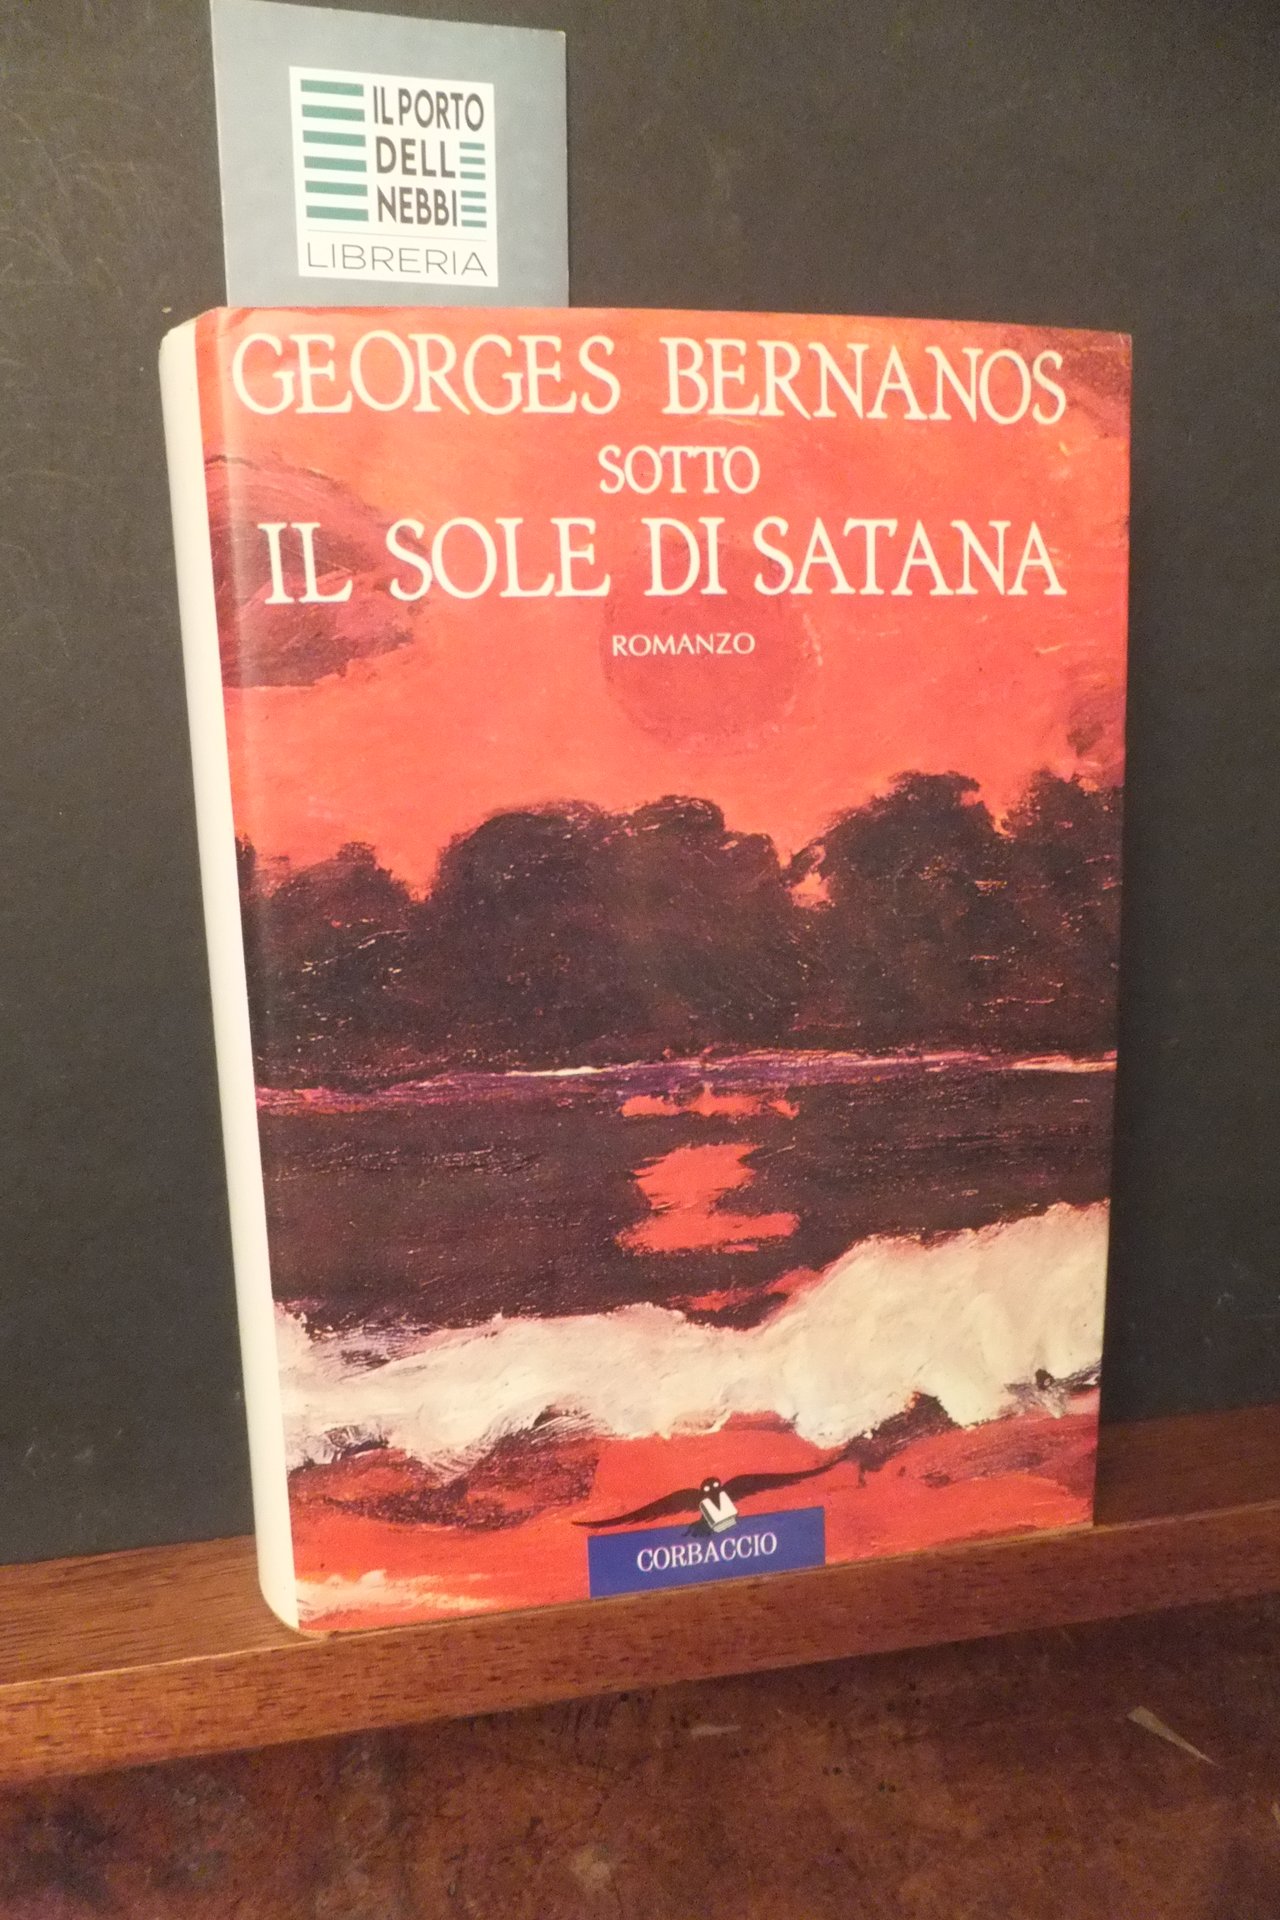 IL PORTO
DELLE
NEBBIE
LIBRERIA
GEORGES BERNANOS
SOTTO
IL SOLE DI SATANA
ROMANZO
CORBACCIO